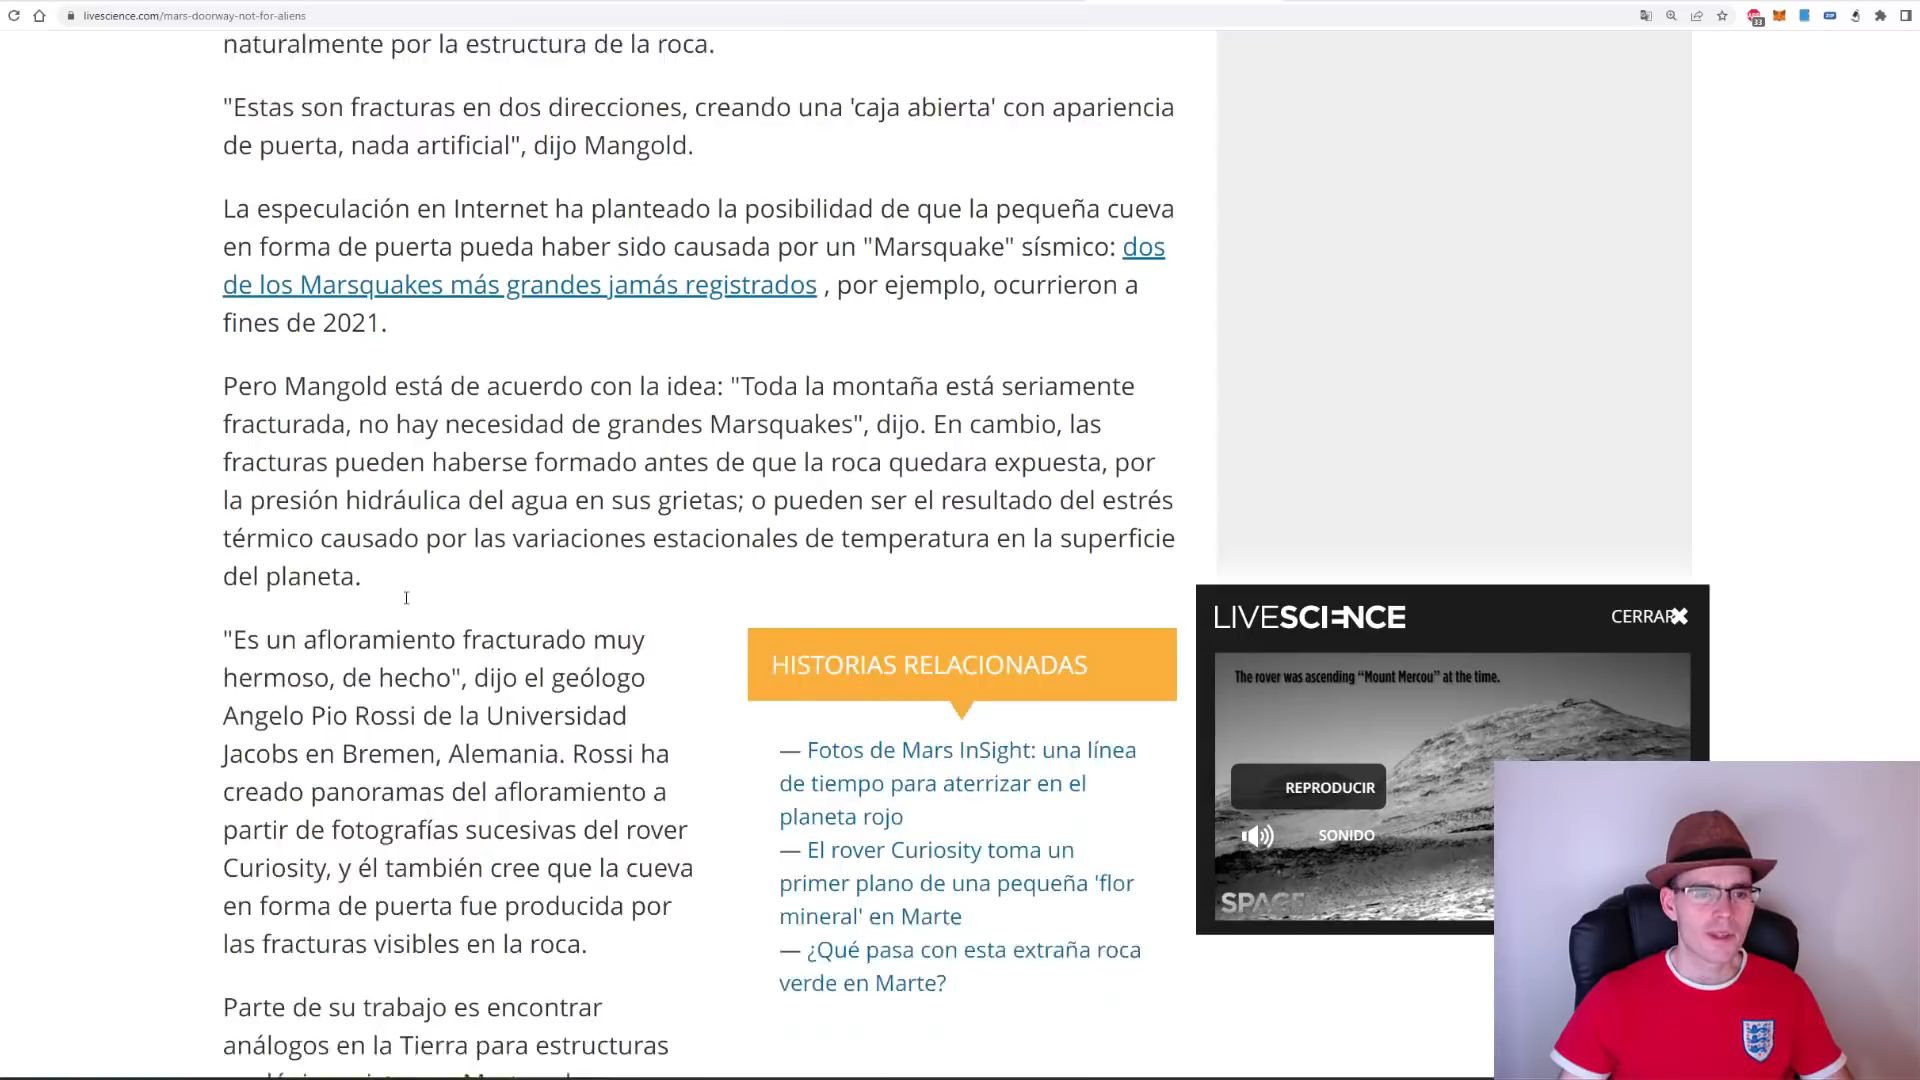 livescience.com/mars-doorway-not-for-aliens
33
naturalmente por la estructura de la roca.
"Estas son fracturas en dos direcciones, creando una 'caja abierta' con apariencia
de puerta, nada artificial", dijo Mangold.
La especulación en Internet ha planteado la posibilidad de que la pequeña cueva
en forma de puerta pueda haber sido causada por un "Marsquake" sísmico: dos
de los Marsquakes más grandes jamás registrados , por ejemplo, ocurrieron a
fines de 2021.
Pero Mangold está de acuerdo con la idea: "Toda la montaña está seriamente
fracturada, no hay necesidad de grandes Marsquakes", dijo. En cambio, las
fracturas pueden haberse formado antes de que la roca quedara expuesta, por
la presión hidráulica del agua en sus grietas; o pueden ser el resultado del estrés
térmico causado por las variaciones estacionales de temperatura en la superficie
del planeta.
"Es un afloramiento fracturado muy
hermoso, de hecho", dijo el geólogo
Angelo Pio Rossi de la Universidad
Jacobs en Bremen, Alemania. Rossi ha
creado panoramas del afloramiento a
partir de fotografías sucesivas del rover
Curiosity, y él también cree que la cueva
en forma de puerta fue producida por
las fracturas visibles en la roca.
Parte de su trabajo es encontrar
análogos en la Tierra para estructuras
HISTORIAS RELACIONADAS
— Fotos de Mars InSight: una línea
de tiempo para aterrizar en el
planeta rojo
— El rover Curiosity toma un
primer plano de una pequeña 'flor
mineral' en Marte
— ¿Qué pasa con esta extraña roca
verde en Marte?
LIVESCIENCE
CERRAR
The rover was ascending “Mount Mercou” at the time.
REPRODUCIR
SONIDO
SPACE